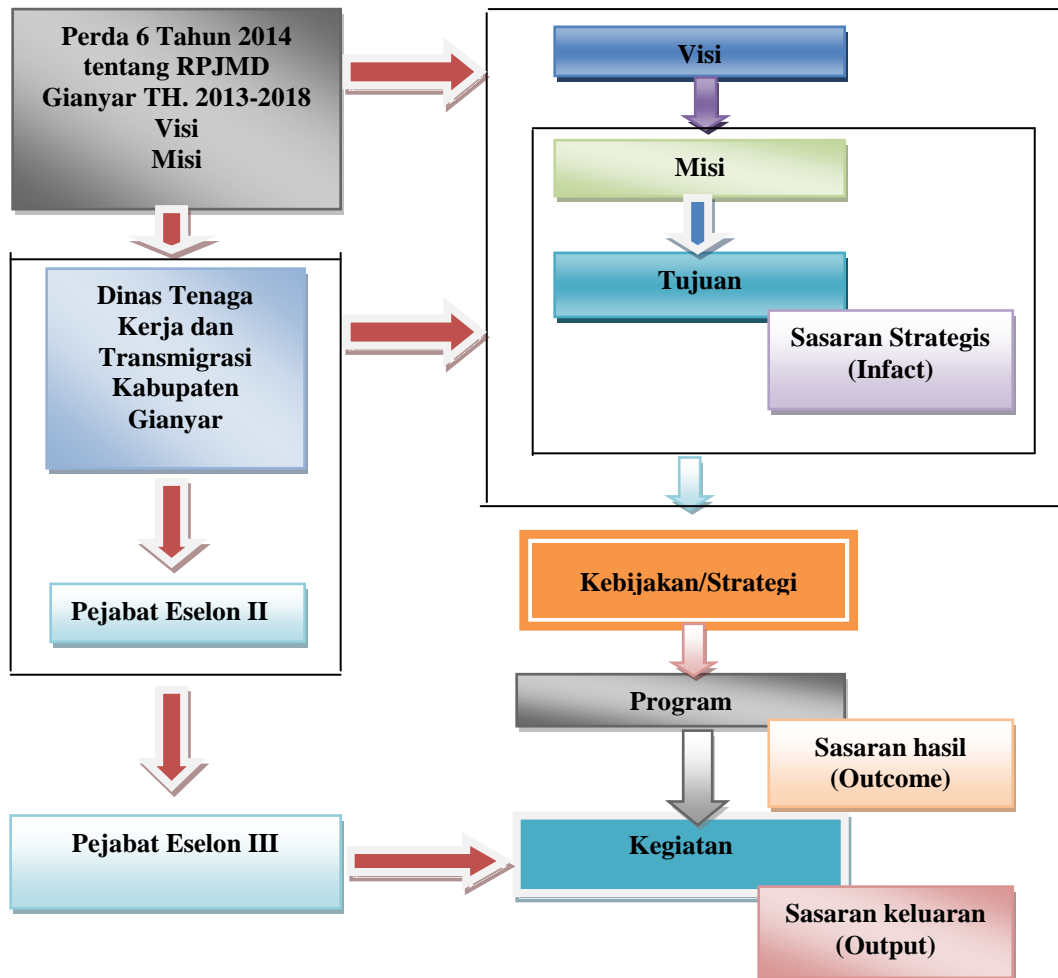 Perda 6 Tahun 2014
tentang RPJMD
Gianyar TH. 2013-2018
Visi
Misi
Visi
Misi
Tujuan
Sasaran Strategis
(Infact)
Dinas Tenaga
Kerja dan
Transmigrasi
Kabupaten
Gianyar
Pejabat Eselon II
Kebijakan/Strategi
Program
Sasaran hasil
(Outcome)
Pejabat Eselon III
Kegiatan
Sasaran keluaran
(Output)